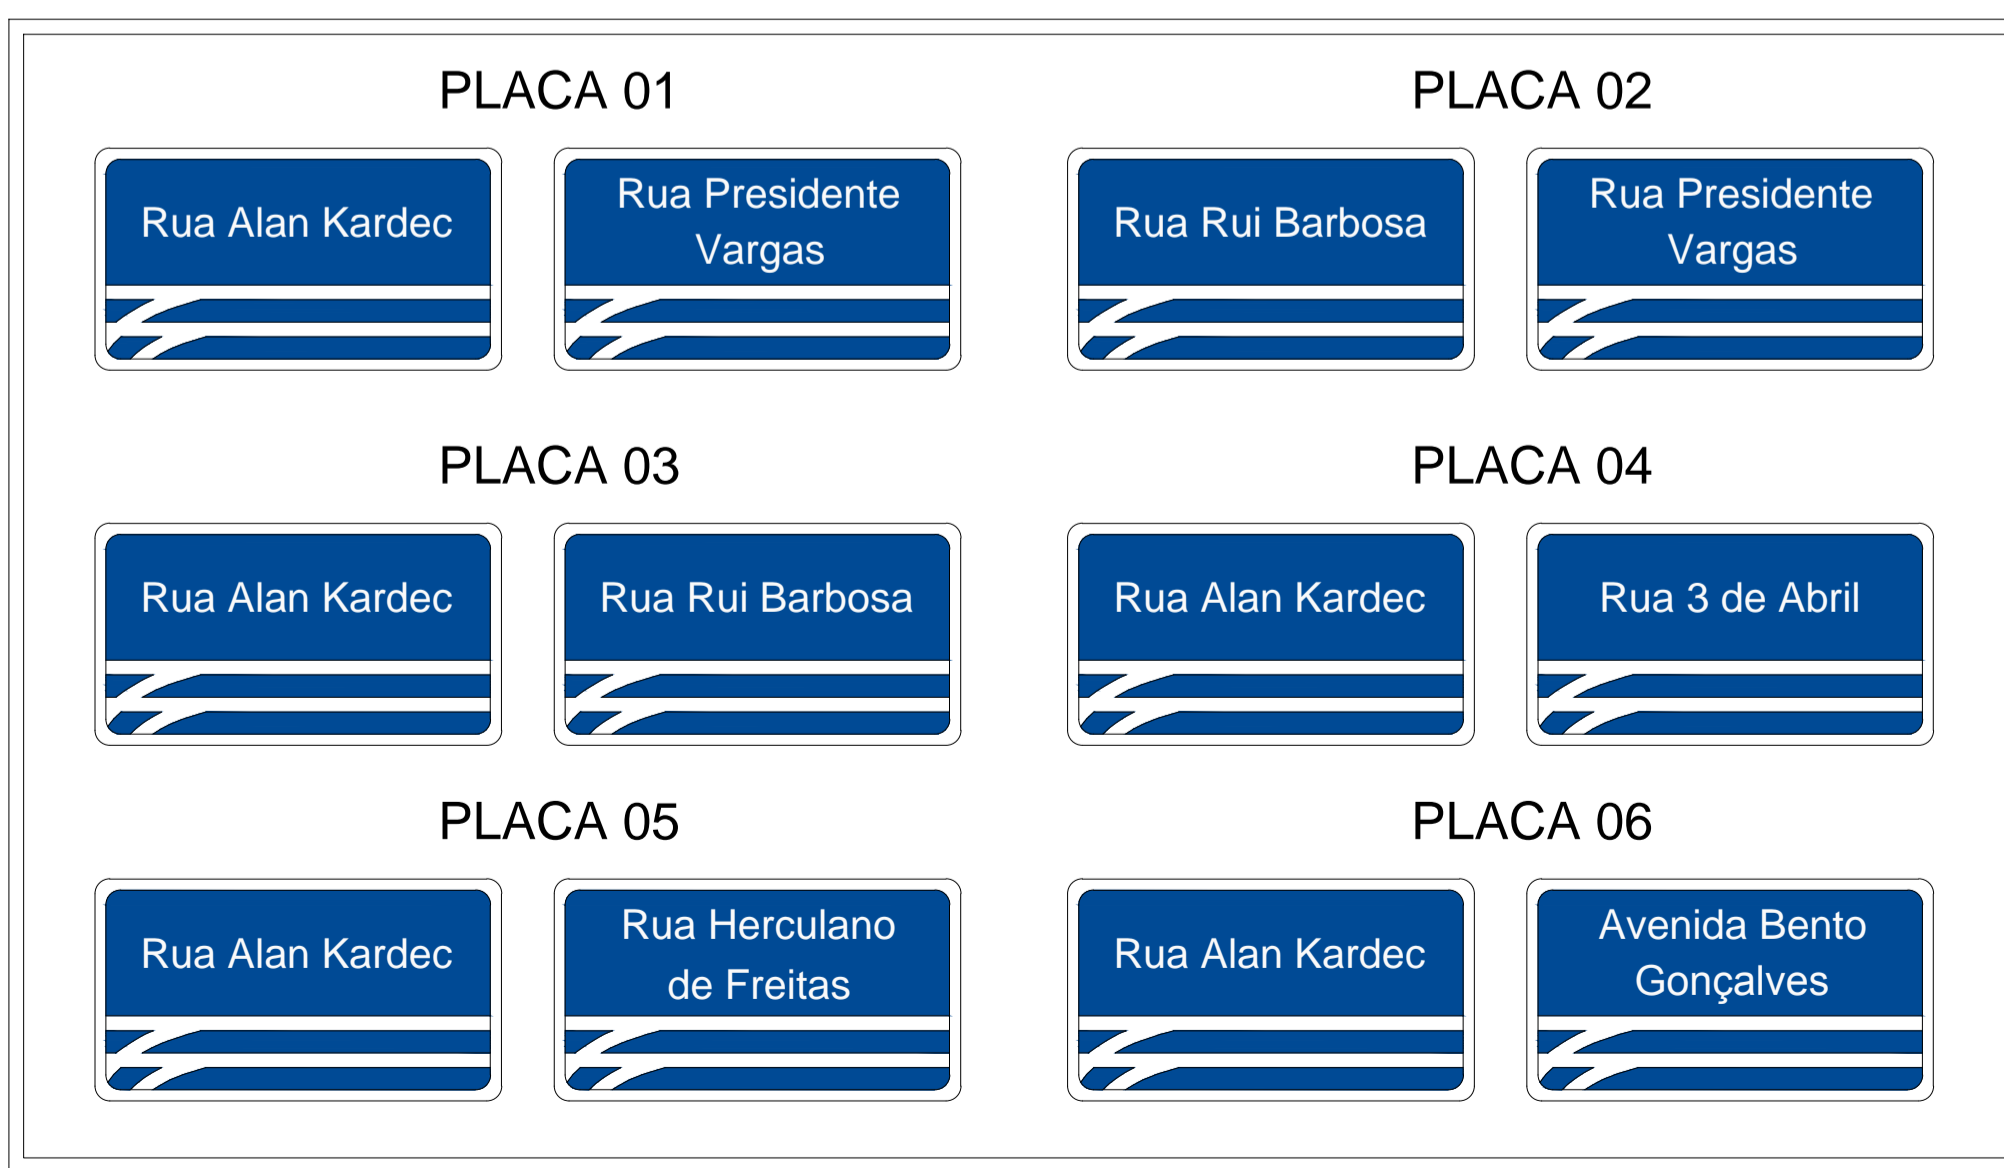 PLACA 01
Rua Alan Kardec
Rua Presidente
Vargas
PLACA 02
Rua Rui Barbosa
Rua Presidente
Vargas
PLACA 03
Rua Alan Kardec
Rua Rui Barbosa
PLACA 04
Rua Alan Kardec
Rua 3 de Abril
PLACA 05
Rua Alan Kardec
Rua Herculano
de Freitas
PLACA 06
Rua Alan Kardec
Avenida Bento
Gonçalves